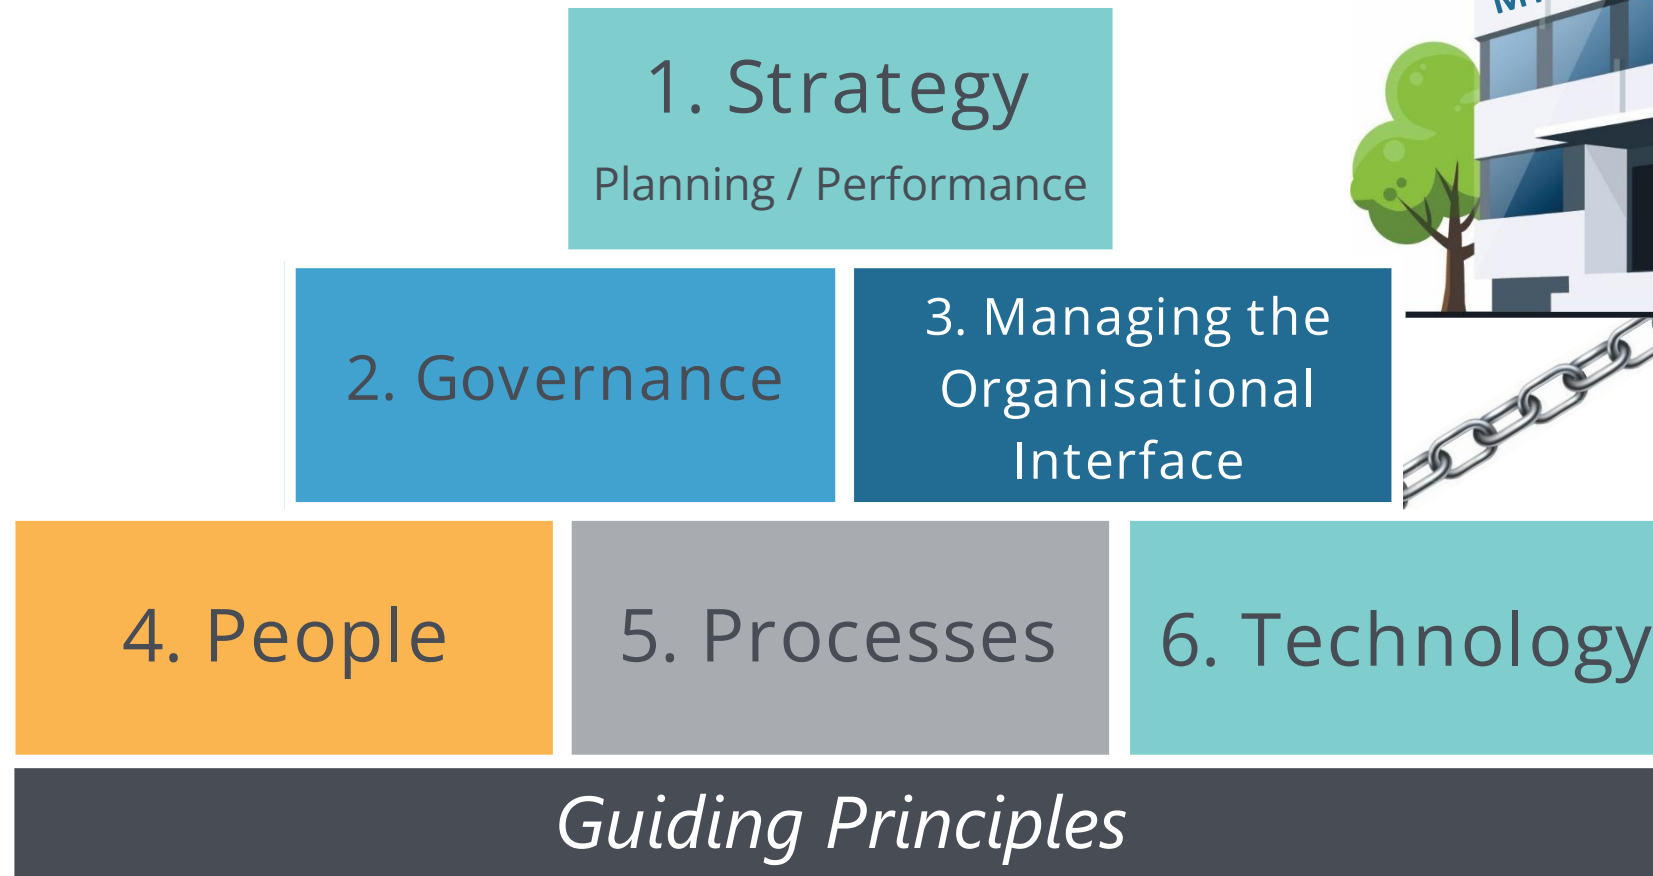 1. Strategy
Planning / Performance
2. Governance
3. Managing the
Organisational
Interface
4. People
5. Processes
6. Technology
Guiding Principles